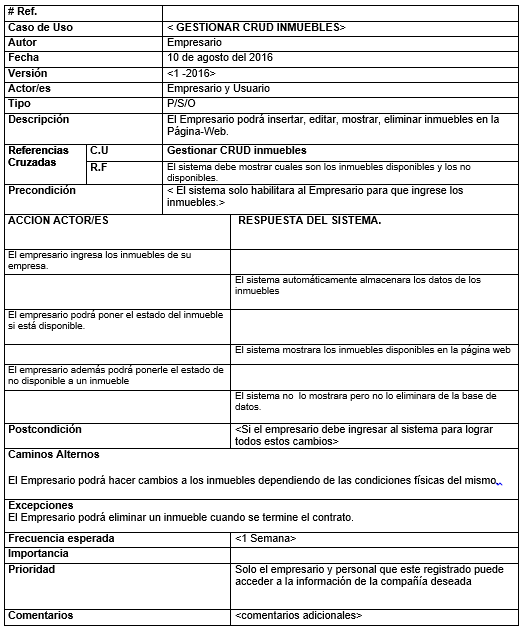 # Ref.
Caso de Uso < GESTIONAR CRUD INMUEBLES>
Autor Empresario
Fecha 10 de agosto del 2016
Versión <1 -2016>
Actor/es Empresario y Usuario
Tipo P/S/O
Descripción El Empresario podrá insertar, editar, mostrar, eliminar inmuebles en la
Página-Web.
Referencias Cruzadas C.U Gestionar CRUD inmuebles
R.F El sistema debe mostrar cuales son los inmuebles disponibles y los no
disponibles.
Precondición < El sistema solo habilitara al Empresario para que ingrese los
inmuebles.>
ACCION ACTOR/ES RESPUESTA DEL SISTEMA.
El empresario ingresa los inmuebles de su
empresa.
El sistema automáticamente almacenara los datos de los
inmuebles
El empresario podrá poner el estado del inmueble
si está disponible.
El sistema mostrara los inmuebles disponibles en la página web
El empresario además podrá ponerle el estado de
no disponible a un inmueble
El sistema no lo mostrara pero no lo eliminara de la base de
datos.
Postcondición <Si el empresario debe ingresar al sistema para lograr
todos estos cambios>
Caminos Alternos
El Empresario podrá hacer cambios a los inmuebles dependiendo de las condiciones físicas del mismo.
Excepciones
El Empresario podrá eliminar un inmueble cuando se termine el contrato.
Frecuencia esperada <1 Semana>
Importancia
Prioridad Solo el empresario y personal que este registrado puede
acceder a la información de la compañía deseada
Comentarios <comentarios adicionales>